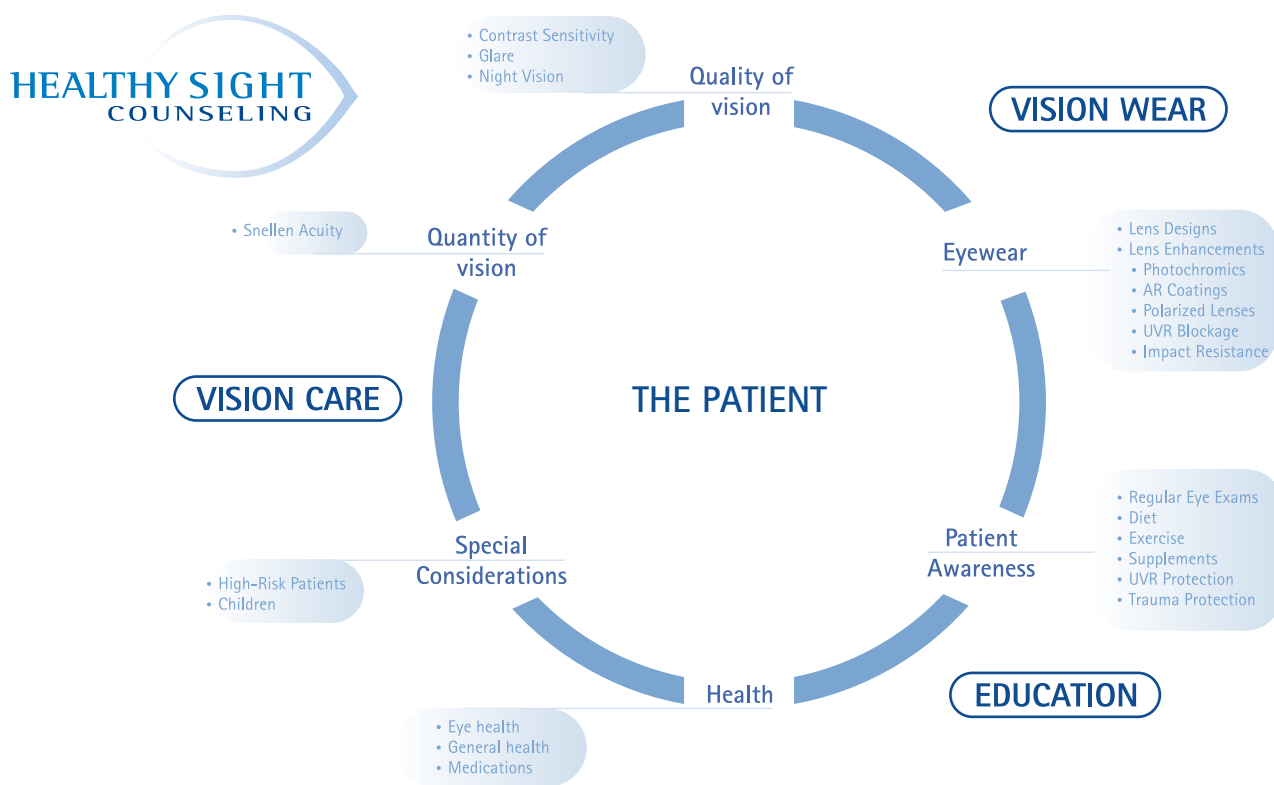 HEALTHY SIGHT
COUNSELING
• Contrast Sensitivity
• Glare
• Night Vision
Quality of
vision
VISION WEAR
• Snellen Acuity
Quantity of
vision
Eyewear
• Lens Designs
• Lens Enhancements
• Photochromics
• AR Coatings
• Polarized Lenses
• UVR Blockage
• Impact Resistance
VISION CARE
THE PATIENT
Special
Considerations
• High-Risk Patients
• Children
Patient
Awareness
• Regular Eye Exams
• Diet
• Exercise
• Supplements
• UVR Protection
• Trauma Protection
Health
• Eye health
• General health
• Medications
EDUCATION